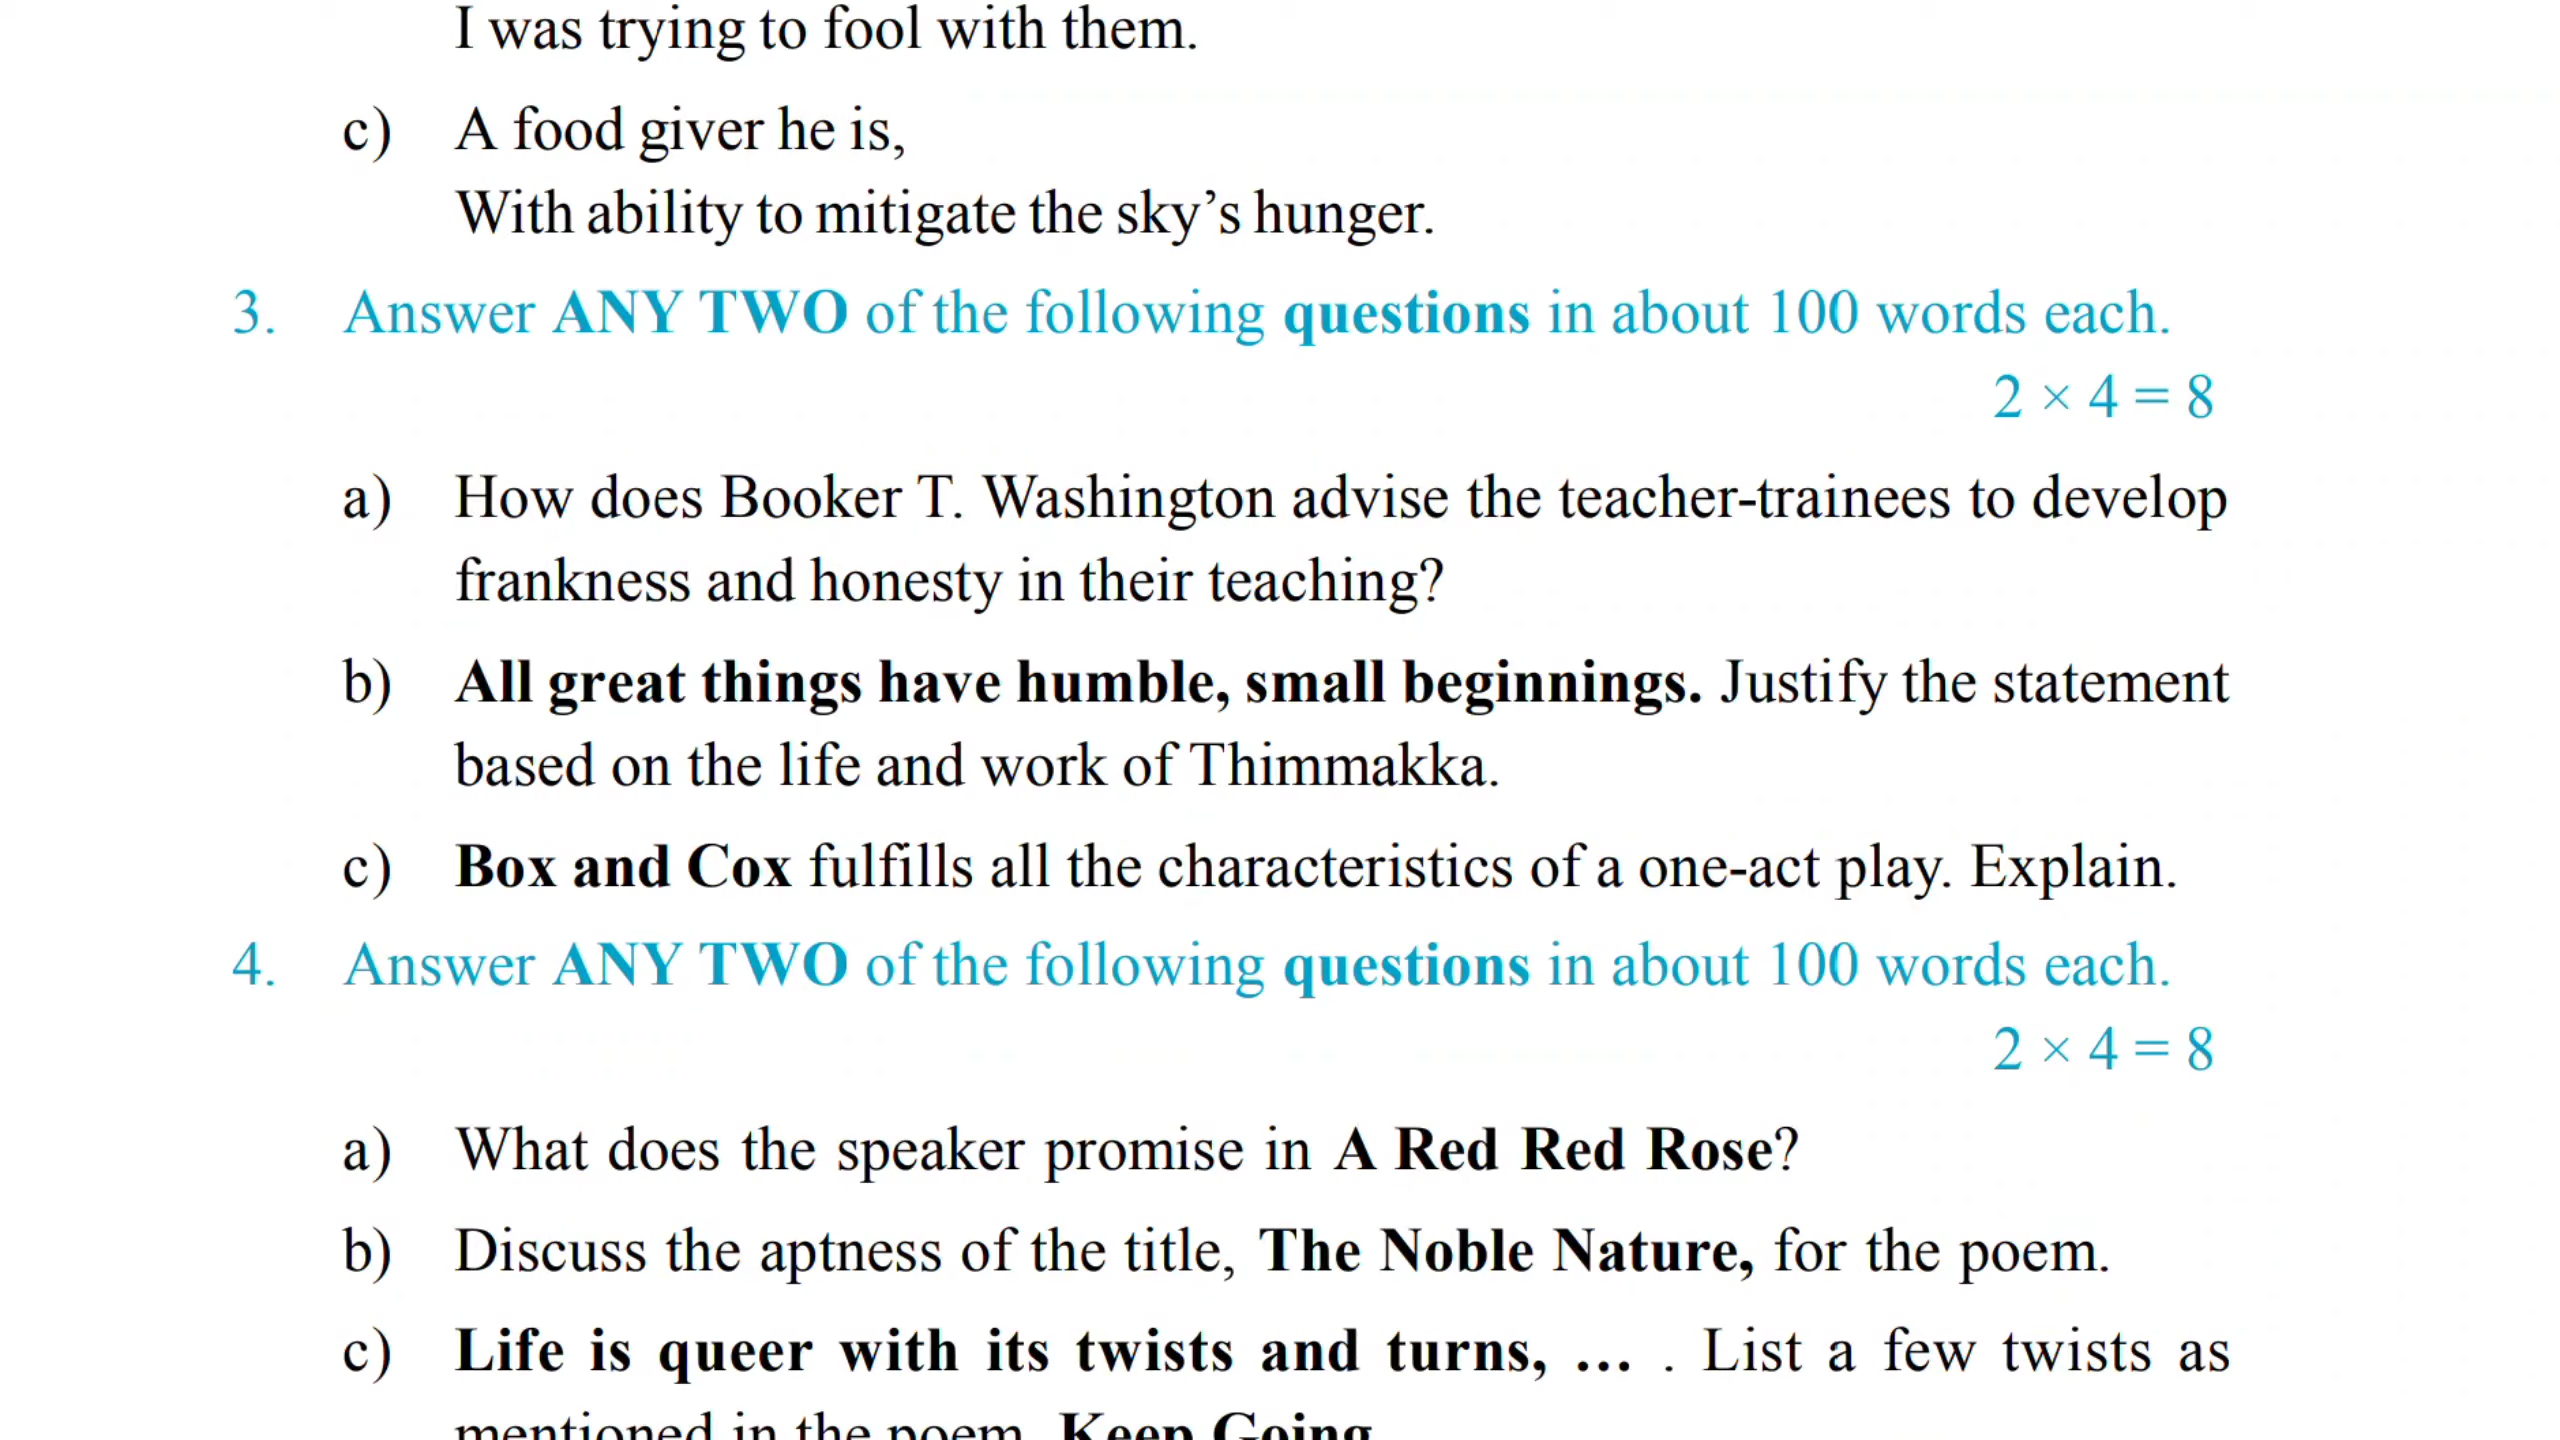 I was trying to fool with them.
c) A food giver he is,
With ability to mitigate the sky’s hunger.
3. Answer ANY TWO of the following questions in about 100 words each.
2 × 4 = 8
a) How does Booker T. Washington advise the teacher-trainees to develop
frankness and honesty in their teaching?
b) All great things have humble, small beginnings. Justify the statement
based on the life and work of Thimmakka.
c) Box and Cox fulfills all the characteristics of a one-act play. Explain.
4. Answer ANY TWO of the following questions in about 100 words each.
2 × 4 = 8
a) What does the speaker promise in A Red Red Rose?
b) Discuss the aptness of the title, The Noble Nature, for the poem.
c) Life is queer with its twists and turns, ... . List a few twists as
mentioned in the poem, Keep Going